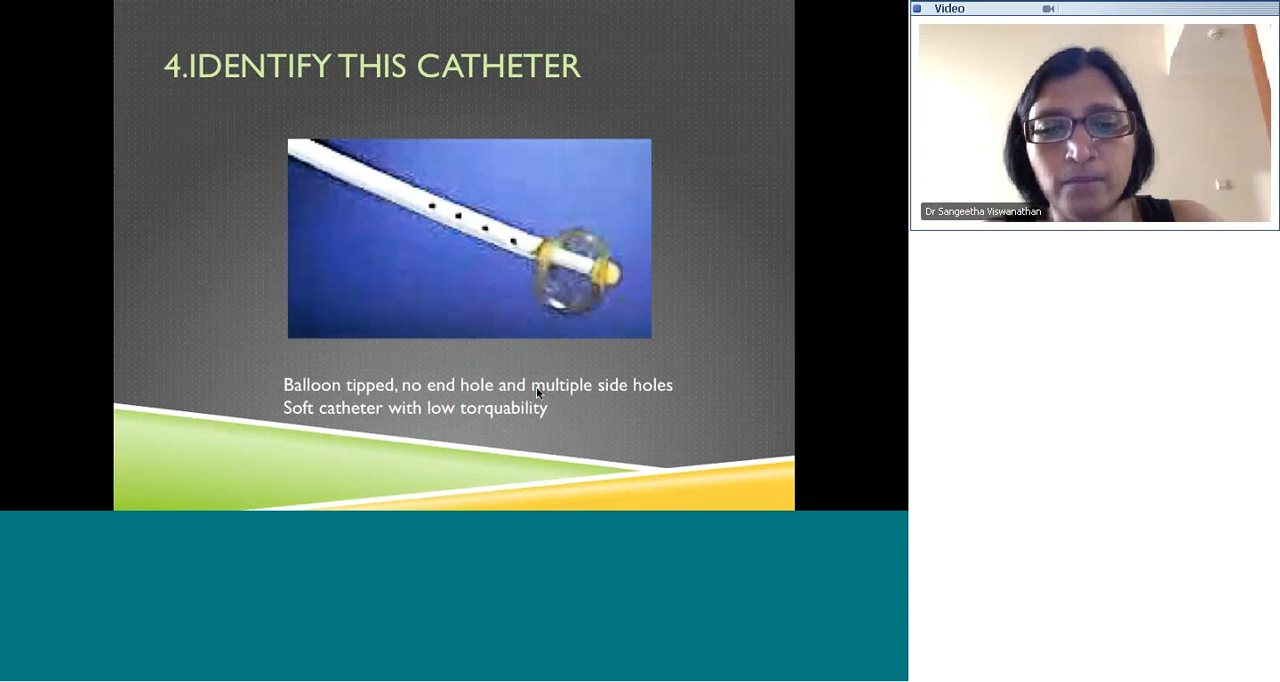 4.IDENTIFY THIS CATHETER
Balloon tipped, no end hole and multiple side holes
Soft catheter with low torquability
Video
Dr Sangeetha Viswanathan